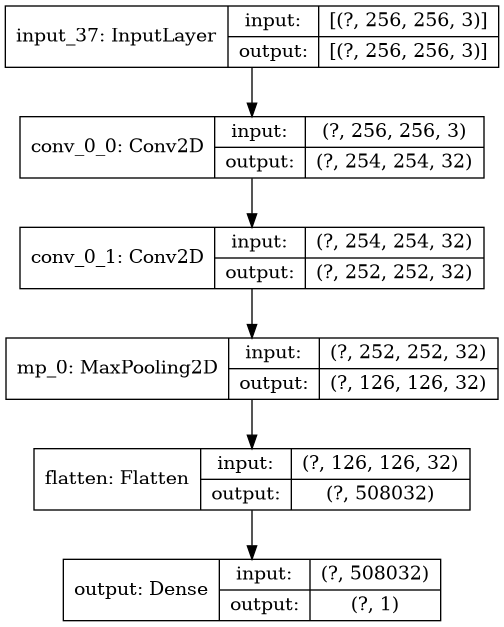 input_37: InputLayer
input: [(?, 256, 256, 3)]
output: [(?, 256, 256, 3)]
conv_0_0: Conv2D
input: (?, 256, 256, 3)
output: (?, 254, 254, 32)
conv_0_1: Conv2D
input: (?, 254, 254, 32)
output: (?, 252, 252, 32)
mp_0: MaxPooling2D
input: (?, 252, 252, 32)
output: (?, 126, 126, 32)
flatten: Flatten
input: (?, 126, 126, 32)
output: (?, 508032)
output: Dense
input: (?, 508032)
output: (?, 1)